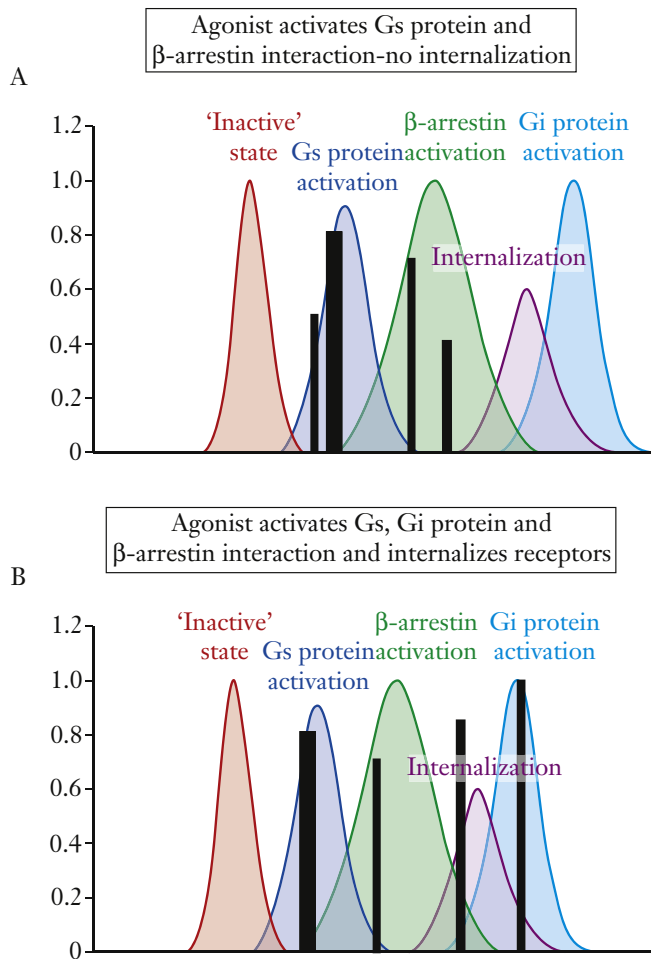 Agonist activates Gs protein and
β-arrestin interaction-no internalization
A
1.2
1.0
0.8
0.6
0.4
0.2
0
‘Inactive’
state
Gs protein
activation
β-arrestin
activation
Gi protein
activation
Internalization
Agonist activates Gs, Gi protein and
β-arrestin interaction and internalizes receptors
B
1.2
1.0
0.8
0.6
0.4
0.2
0
‘Inactive’
state
Gs protein
activation
β-arrestin
activation
Gi protein
activation
Internalization